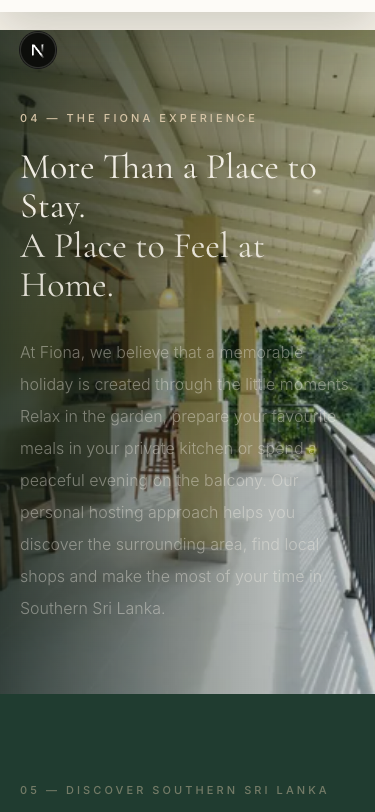 N
04 — THE FIONA EXPERIENCE
More Than a Place to
Stay.
A Place to Feel at
Home.
At Fiona, we believe that a memorable
holiday is created through the little moments.
Relax in the garden, prepare your favourite
meals in your private kitchen or spend a
peaceful evening on the balcony. Our
personal hosting approach helps you
discover the surrounding area, find local
shops and make the most of your time in
Southern Sri Lanka.
05 — DISCOVER SOUTHERN SRI LANKA